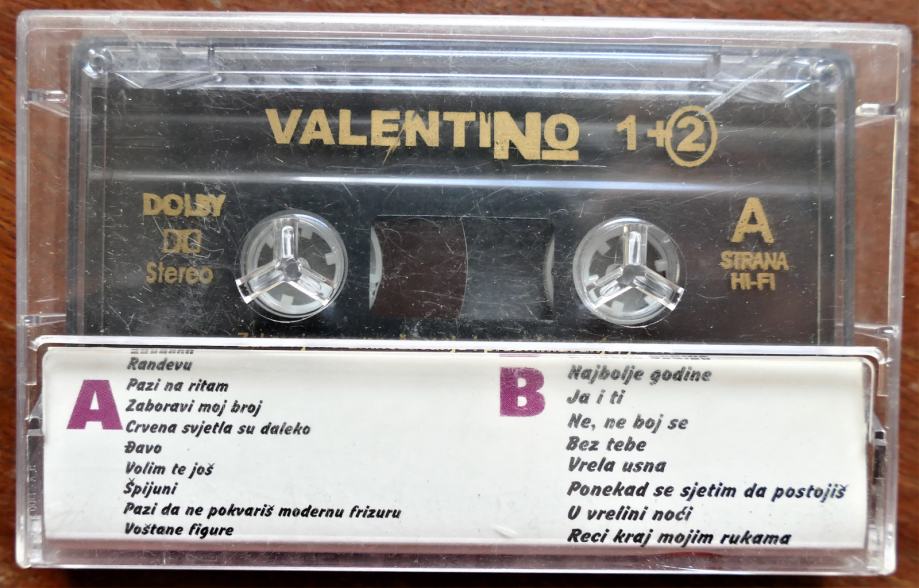 VALENTINO 1+2
DOLBY
Stereo
A
STRANA
HI-FI
A
Randevu
Pazi na ritam
Zaboravi moj broj
Crvena svjetla su daleko
Đavo
Volim te još
Špijuni
Pazi da ne pokvariš modernu frizuru
Voštane figure
B
Najbolje godine
Ja i ti
Ne, ne boj se
Bez tebe
Vrela usna
Ponekad se sjetim da postojiš
U vrelini noći
Reci kraj mojim rukama